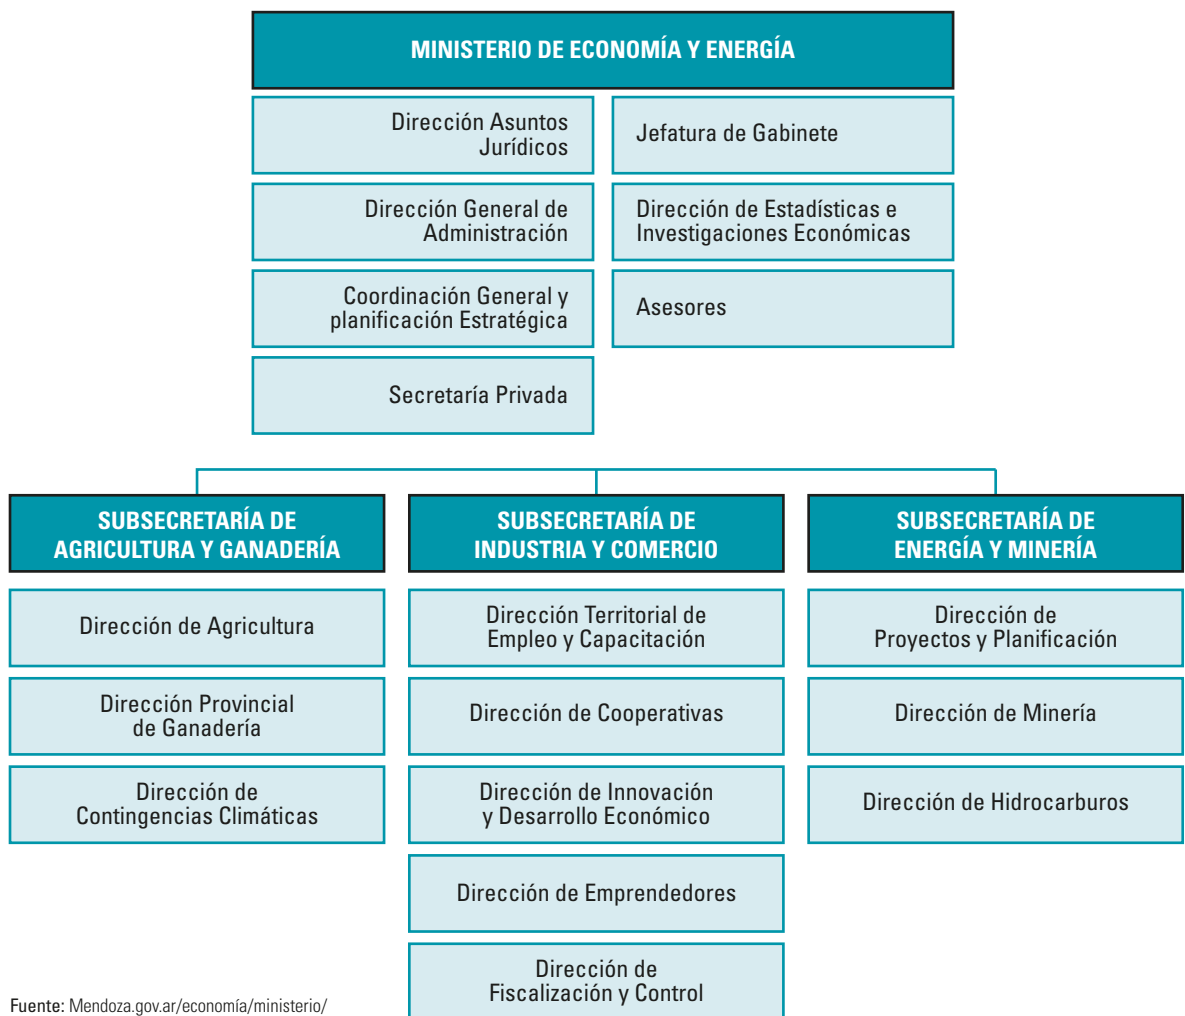 MINISTERIO DE ECONOMÍA Y ENERGÍA
Dirección Asuntos
Jurídicos
Jefatura de Gabinete
Dirección General de
Administración
Dirección de Estadísticas e
Investigaciones Económicas
Coordinación General y
planificación Estratégica
Asesores
Secretaría Privada
SUBSECRETARÍA DE
AGRICULTURA Y GANADERÍA
Dirección de Agricultura
Dirección Provincial
de Ganadería
Dirección de
Contingencias Climáticas
SUBSECRETARÍA DE
INDUSTRIA Y COMERCIO
Dirección Territorial de
Empleo y Capacitación
Dirección de Cooperativas
Dirección de Innovación
y Desarrollo Económico
Dirección de Emprendedores
Dirección de
Fiscalización y Control
SUBSECRETARÍA DE
ENERGÍA Y MINERÍA
Dirección de
Proyectos y Planificación
Dirección de Minería
Dirección de Hidrocarburos
Fuente: Mendoza.gov.ar/economía/ministerio/